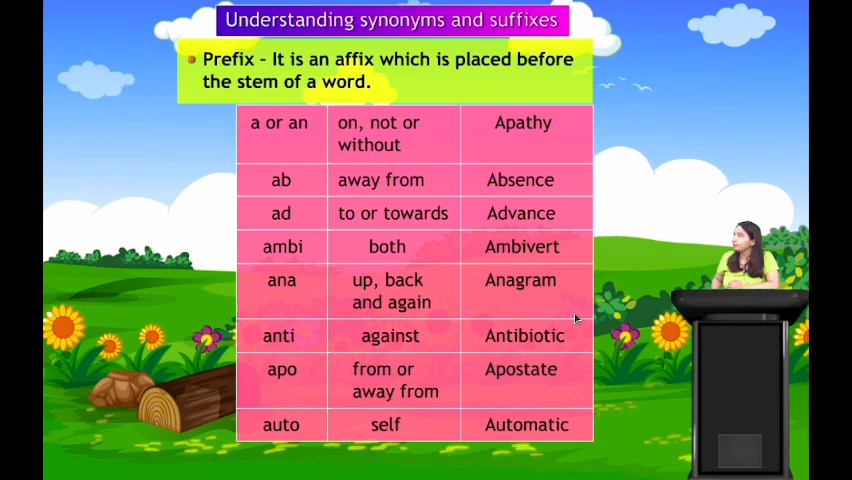 Understanding synonyms and suffixes
Prefix - It is an affix which is placed before
the stem of a word.
a or an on, not or Apathy
without
ab away from Absence
ad to or towards Advance
ambi both Ambivert
ana up, back Anagram
and again
anti against Antibiotic
apo from or Apostate
away from
auto self Automatic